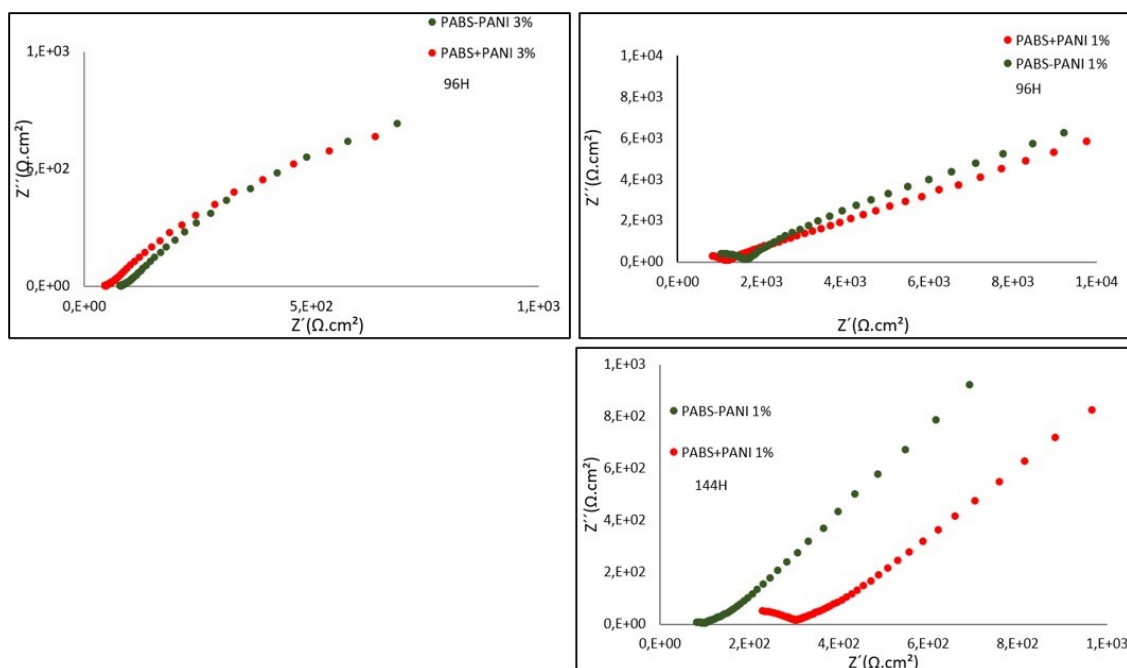 PABS-PANI 3%
PABS+PANI 3%
96H
1,E+03
5,E+02
0,E+00
Z´´(Ω.cm²)
0,E+00
5,E+02
1,E+03
Z´(Ω.cm²)
PABS+PANI 1%
PABS-PANI 1%
96H
1,E+04
8,E+03
6,E+03
4,E+03
2,E+03
0,E+00
Z´´(Ω.cm²)
0,E+00
2,E+03
4,E+03
6,E+03
8,E+03
1,E+04
Z´(Ω.cm²)
PABS-PANI 1%
PABS+PANI 1%
144H
1,E+03
8,E+02
6,E+02
4,E+02
2,E+02
0,E+00
Z´´(Ω.cm²)
0,E+00
2,E+02
4,E+02
6,E+02
8,E+02
1,E+03
Z´(Ω.cm²)